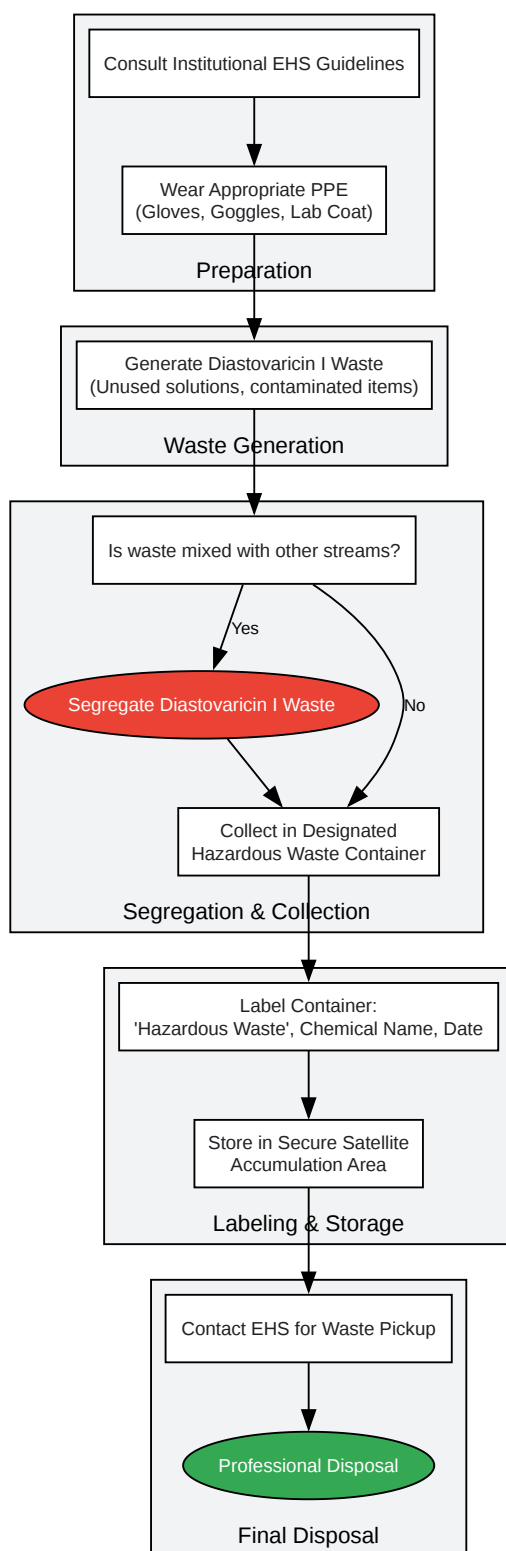 Consult Institutional EHS Guidelines
Wear Appropriate PPE
(Gloves, Goggles, Lab Coat)
Preparation
Generate Diastovaricin I Waste
(Unused solutions, contaminated items)
Waste Generation
Is waste mixed with other streams?
Yes
Segregate Diastovaricin I Waste
No
Collect in Designated
Hazardous Waste Container
Segregation & Collection
Label Container:
'Hazardous Waste', Chemical Name, Date
Store in Secure Satellite
Accumulation Area
Labeling & Storage
Contact EHS for Waste Pickup
Professional Disposal
Final Disposal